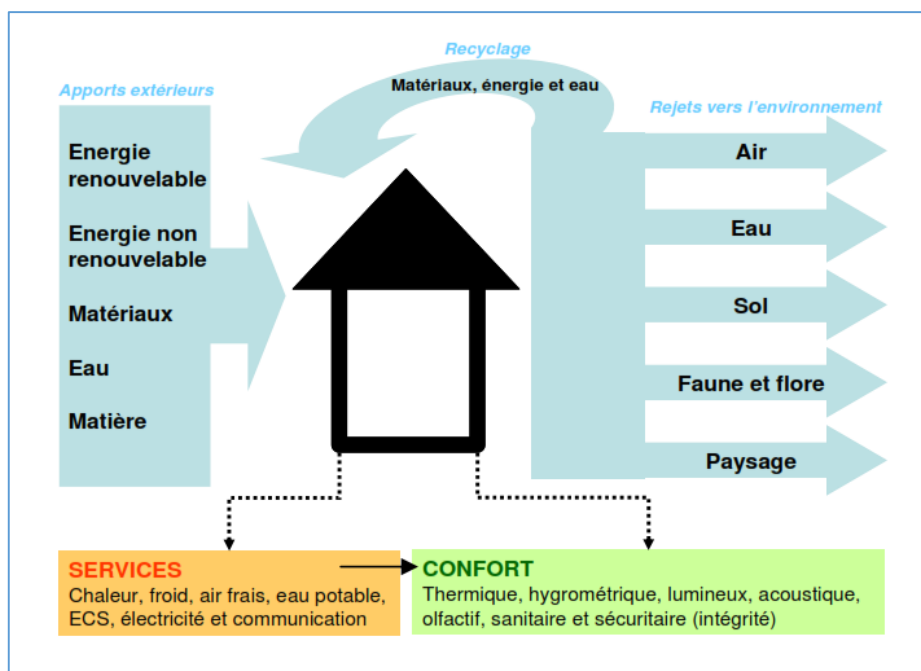 Recyclage
Matériaux, énergie et eau
Apports extérieurs
Energie
renouvelable
Energie non
renouvelable
Matériaux
Eau
Matière
Rejets vers l'environnement
Air
Eau
Sol
Faune et flore
Paysage
SERVICES
Chaleur, froid, air frais, eau potable,
ECS, électricité et communication
CONFORT
Thermique, hygrométrique, lumineux, acoustique,
olfactif, sanitaire et sécuritaire (intégrité)